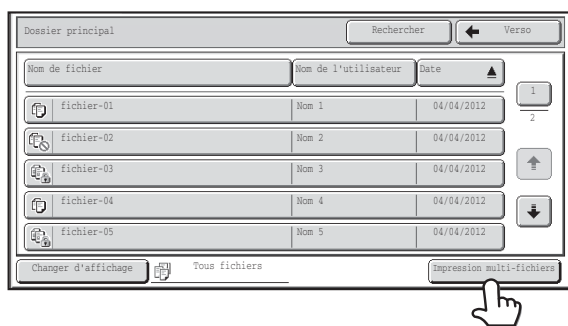 Dossier principal Rechercher Verso
Nom de fichier Nom de l'utilisateur Date
fichier-01 Nom 1 04/04/2012
1
2
fichier-02 Nom 2 04/04/2012
fichier-03 Nom 3 04/04/2012
fichier-04 Nom 4 04/04/2012
fichier-05 Nom 5 04/04/2012
Changer d'affichage Tous fichiers Impression multi-fichiers